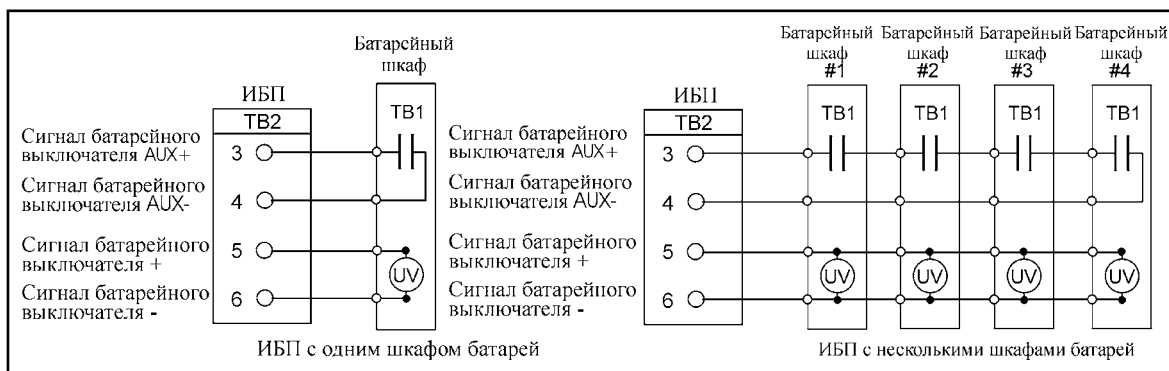 Батарейный
шкаф
ИБП
TB2
TB1
Сигнал батарейного
выключателя AUX+
3
Сигнал батарейного
выключателя AUX-
4
Сигнал батарейного
выключателя +
5
UV
Сигнал батарейного
выключателя -
6
ИБП с одним шкафом батарей
Батарейный
шкаф
#1
Батарейный
шкаф
#2
Батарейный
шкаф
#3
Батарейный
шкаф
#4
ИБП
TB2
TB1
TB1
TB1
TB1
Сигнал батарейного
выключателя AUX+
3
Сигнал батарейного
выключателя AUX-
4
Сигнал батарейного
выключателя +
5
UV
UV
UV
UV
Сигнал батарейного
выключателя -
6
ИБП с несколькими шкафами батарей